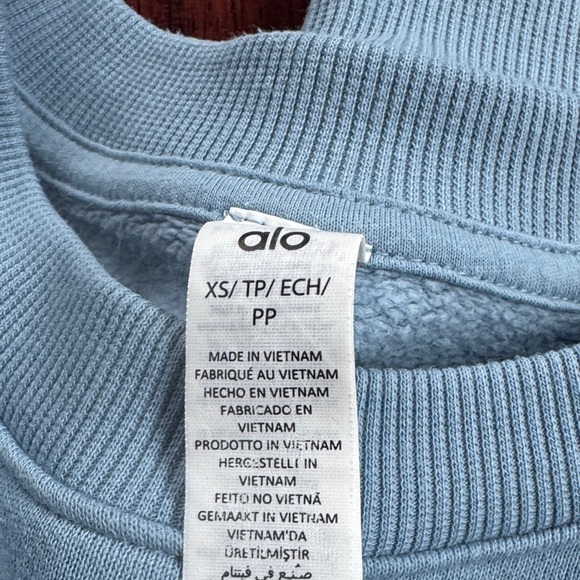 alo
XS/ TP/ ECH/
PP
MADE IN VIETNAM
FABRIQUÉ AU VIETNAM
HECHO EN VIETNAM
FABRICADO EN
VIETNAM
PRODOTTO IN VIETNAM
HERGESTELLT IN
VIETNAM
FEITO NO VIETNÃ
GEMAAKT IN VIETNAM
VIETNAM'DA
ÜRETILMIŞTIR
صنع في فيتنام